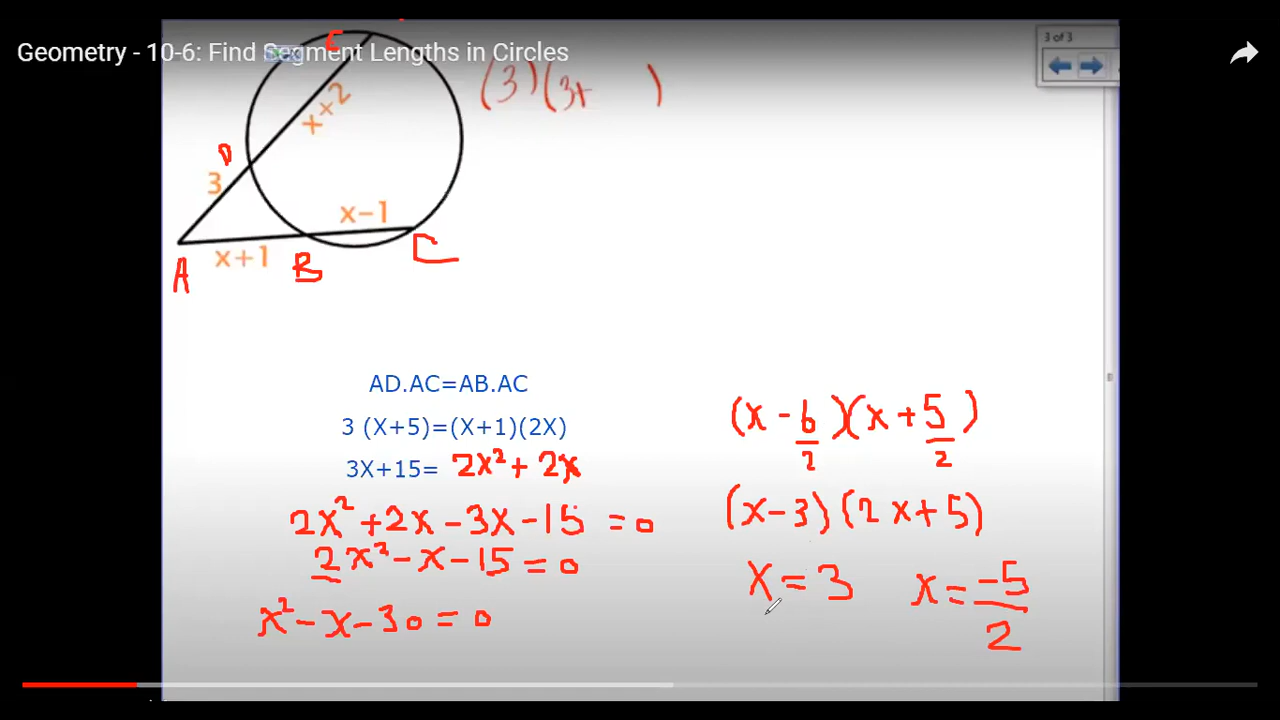 Geometry - 10-6: Find Segment Lengths in Circles
3 of 3
E
(3)(3+ )
x+2
D
3
x−1
x+1
A
B
C
AD.AC=AB.AC
3 (X+5)=(X+1)(2X)
3X+15= 2x² + 2x
2x² +2x − 3x −15 = 0
2x² − x − 15 = 0
x² − x − 30 = 0
(x − 6/2)(x + 5/2)
(x − 3)(2x + 5)
x = 3 x = −5/2